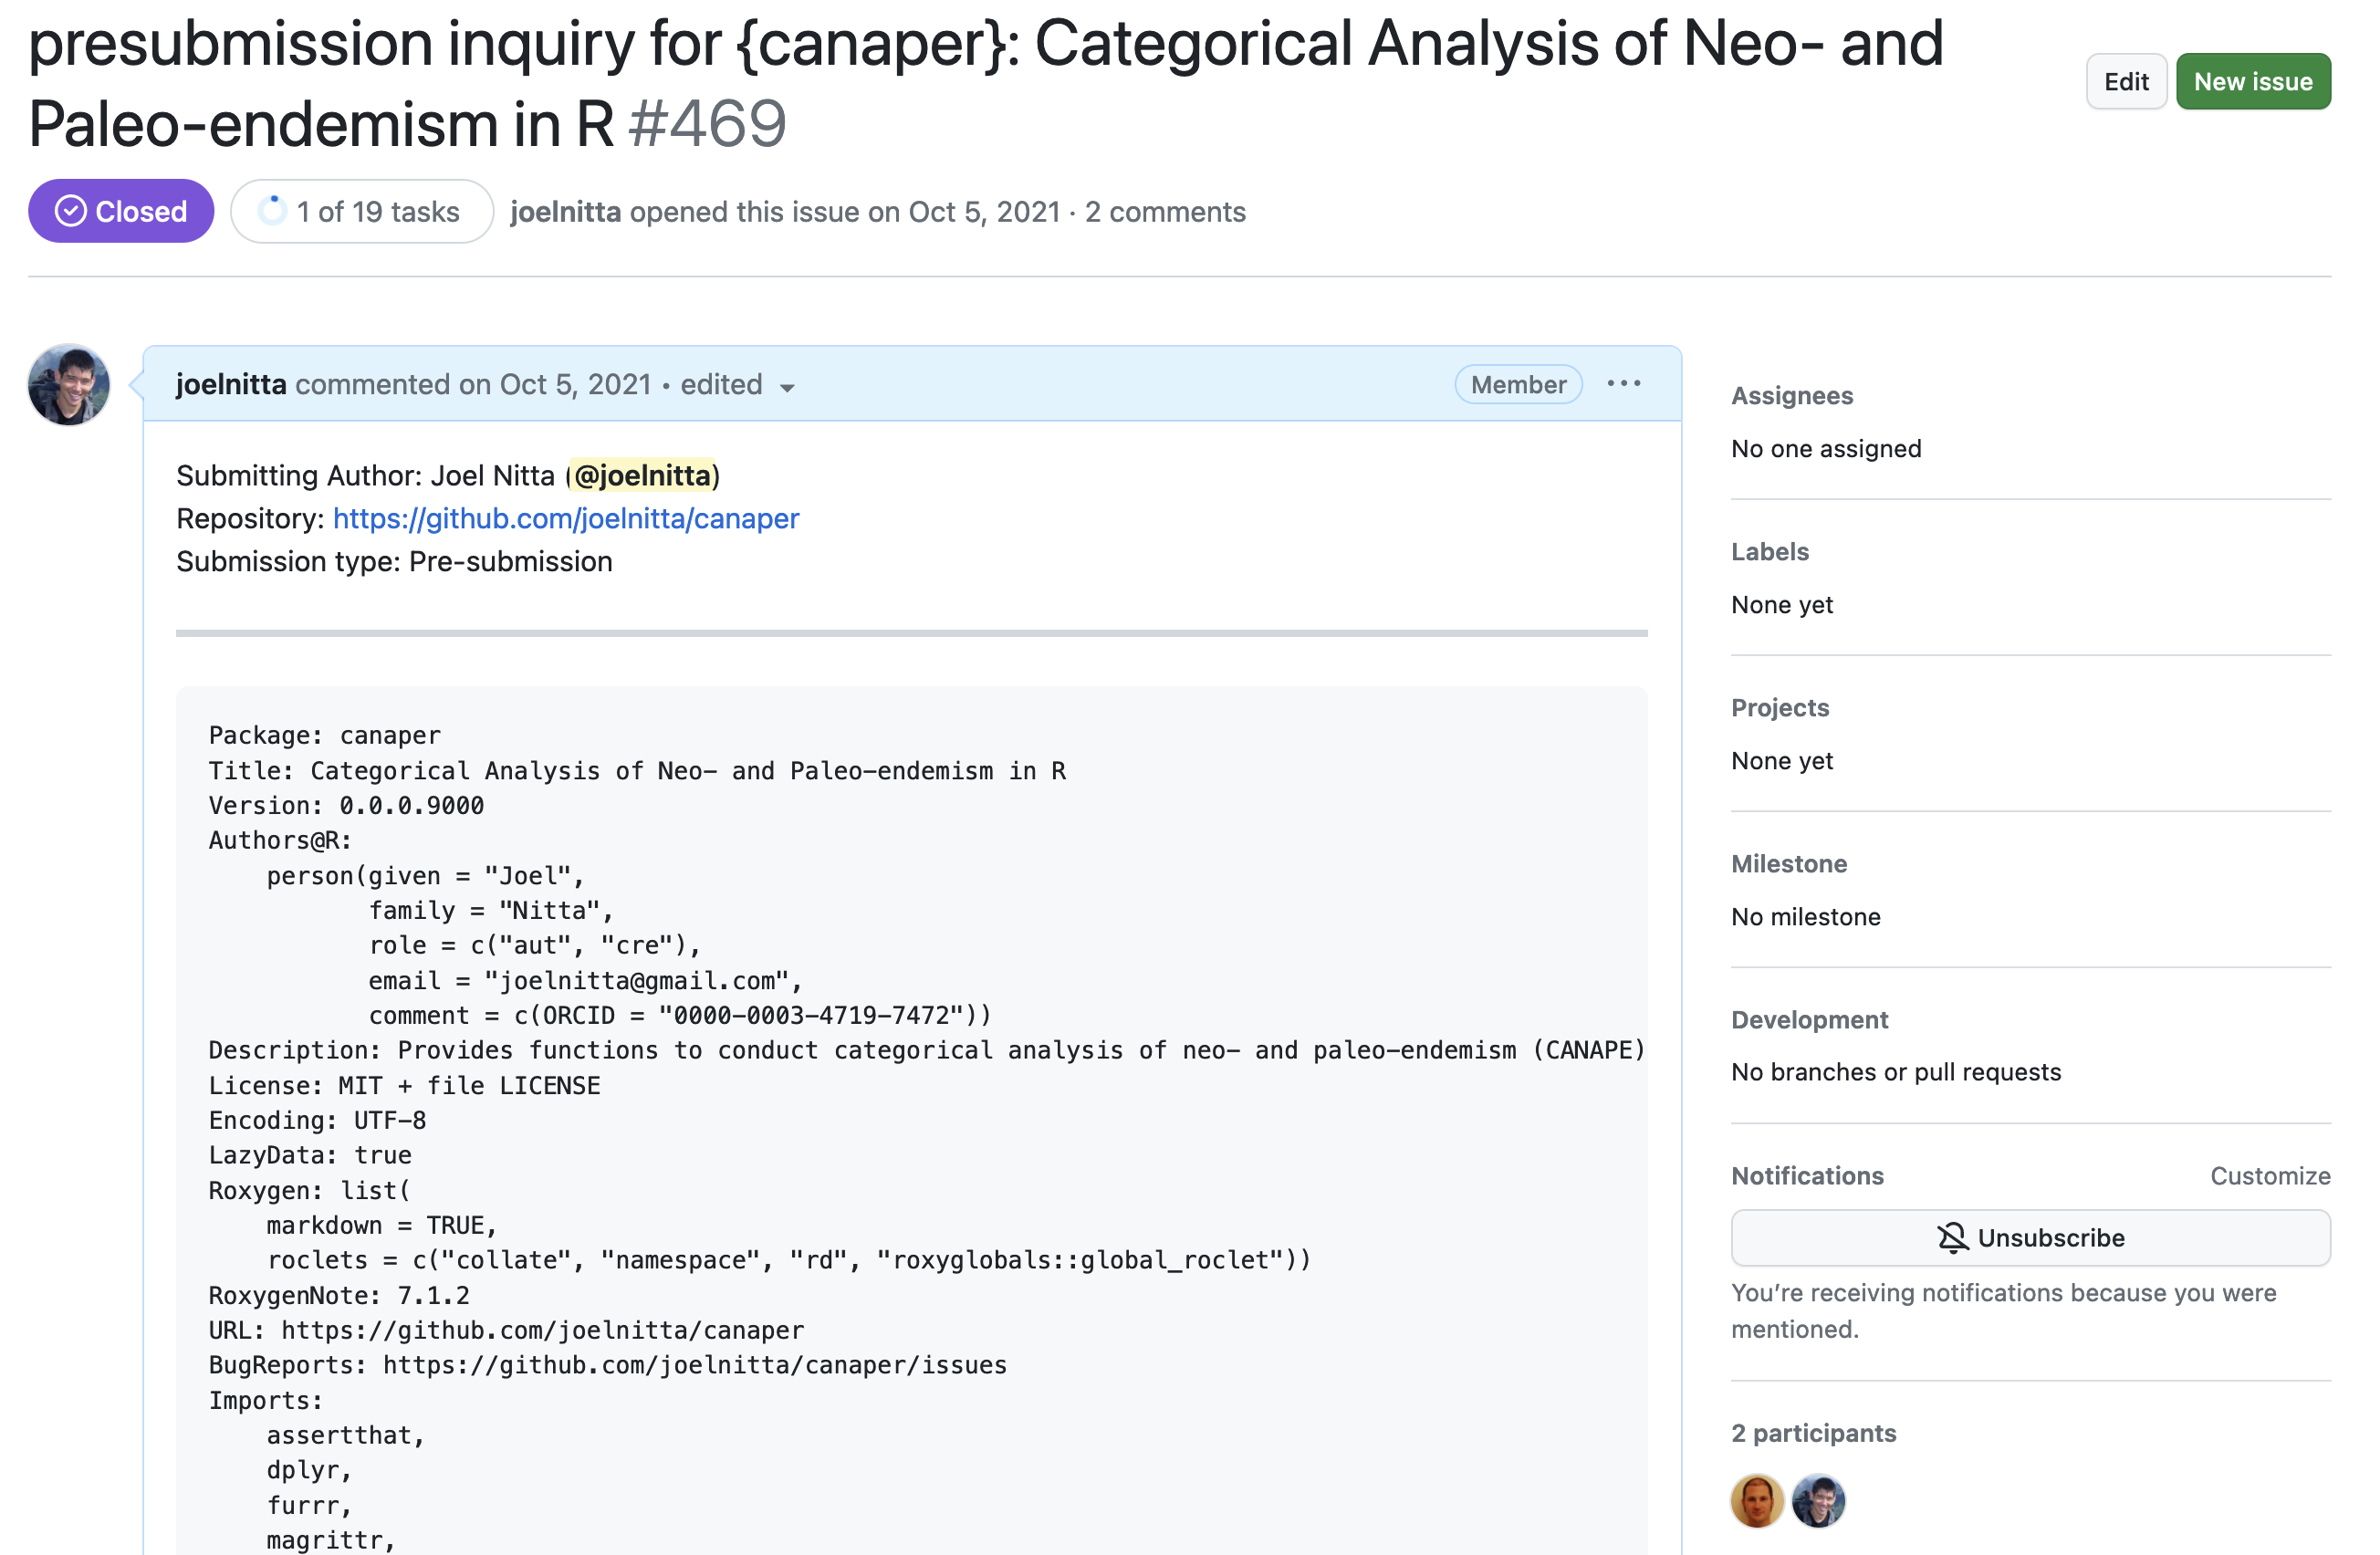 presubmission inquiry for {canaper}: Categorical Analysis of Neo- and
Paleo-endemism in R #469
Edit
New issue
Closed
1 of 19 tasks
joelnitta opened this issue on Oct 5, 2021 · 2 comments
joelnitta commented on Oct 5, 2021 • edited
Member
Submitting Author: Joel Nitta (@joelnitta)
Repository: https://github.com/joelnitta/canaper
Submission type: Pre-submission
Package: canaper
Title: Categorical Analysis of Neo- and Paleo-endemism in R
Version: 0.0.0.9000
Authors@R:
    person(given = "Joel",
           family = "Nitta",
           role = c("aut", "cre"),
           email = "joelnitta@gmail.com",
           comment = c(ORCID = "0000-0003-4719-7472"))
Description: Provides functions to conduct categorical analysis of neo- and paleo-endemism (CANAPE)
License: MIT + file LICENSE
Encoding: UTF-8
LazyData: true
Roxygen: list(
    markdown = TRUE,
    roclets = c("collate", "namespace", "rd", "roxyglobals::global_roclet"))
RoxygenNote: 7.1.2
URL: https://github.com/joelnitta/canaper
BugReports: https://github.com/joelnitta/canaper/issues
Imports:
    assertthat,
    dplyr,
    furrr,
    magrittr,
Assignees
No one assigned
Labels
None yet
Projects
None yet
Milestone
No milestone
Development
No branches or pull requests
Notifications
Customize
Unsubscribe
You're receiving notifications because you were
mentioned.
2 participants